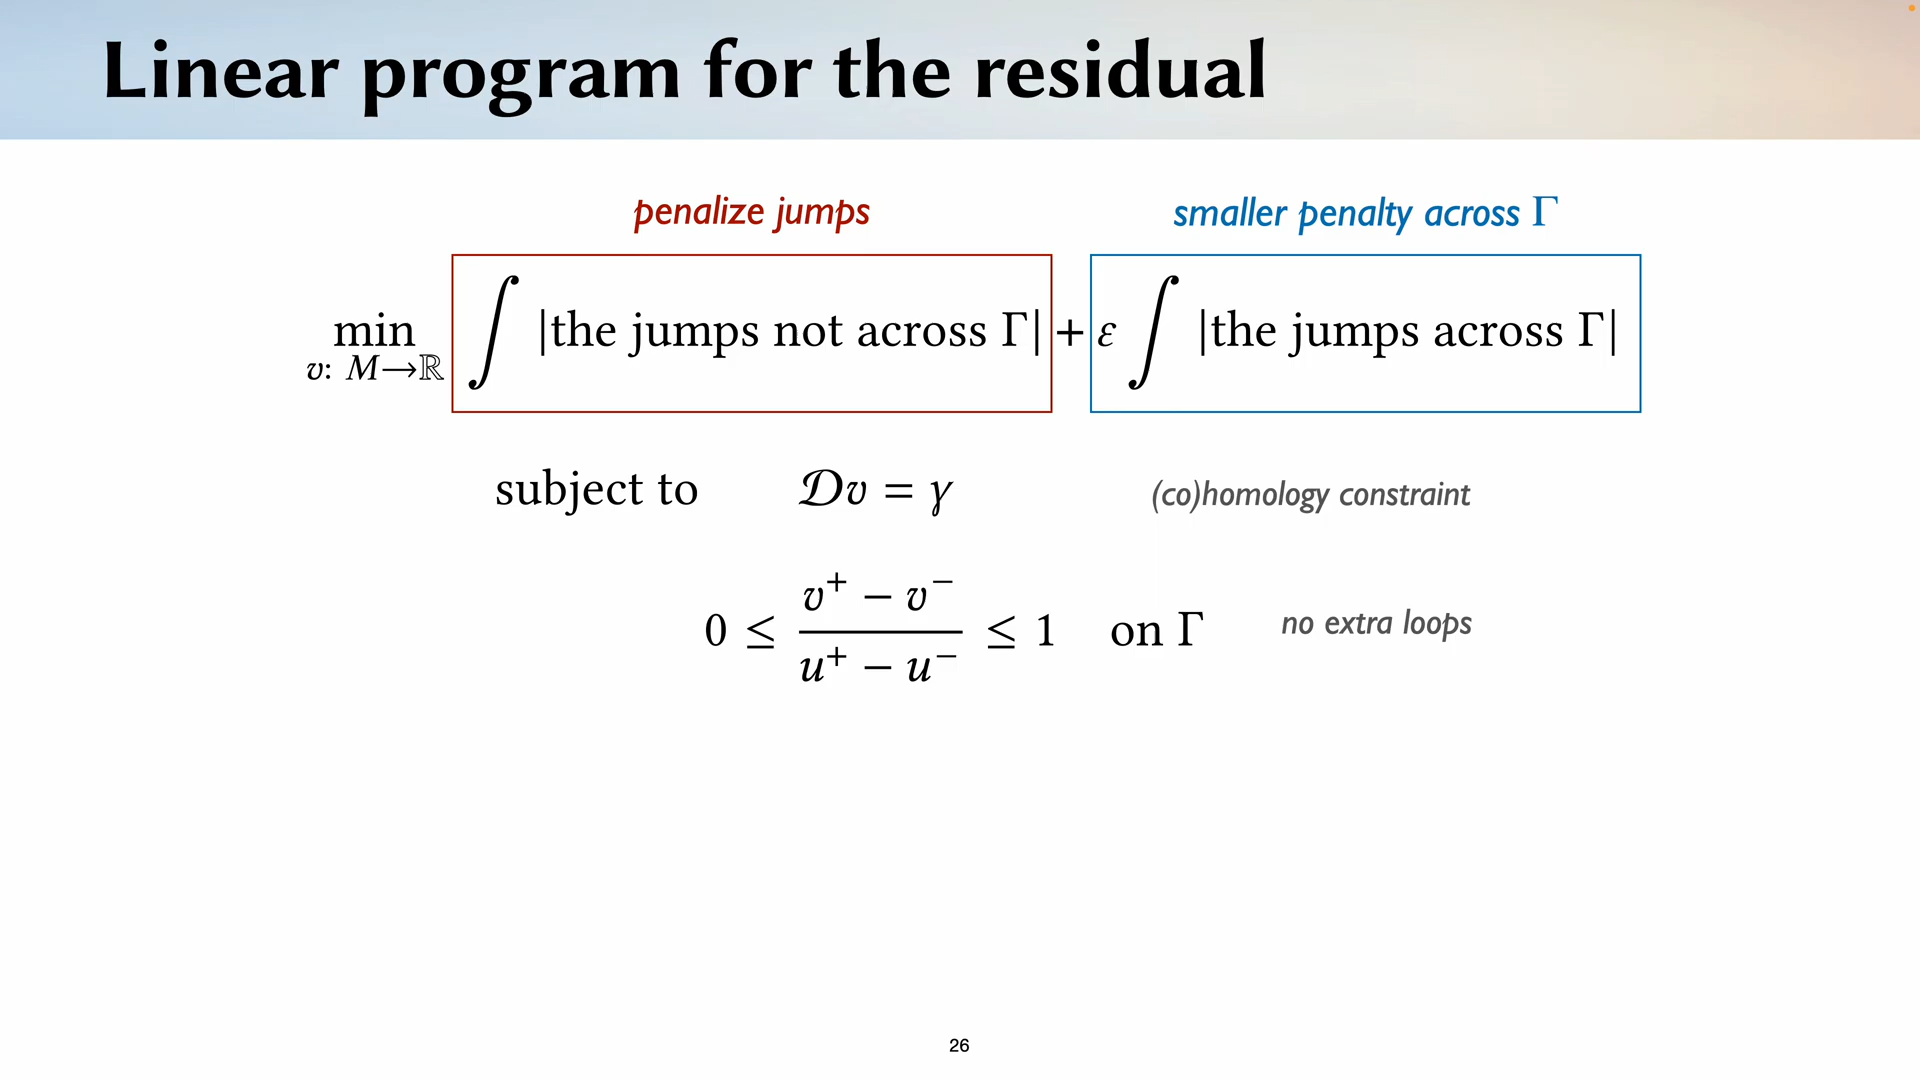 Linear program for the residual
penalize jumps
smaller penalty across Γ
min ∫ |the jumps not across Γ| + ε ∫ |the jumps across Γ|
v: M⟶ℝ
subject to 𝒟v = γ (co)homology constraint
0 ≤ (v⁺ − v⁻)/(u⁺ − u⁻) ≤ 1 on Γ no extra loops
26